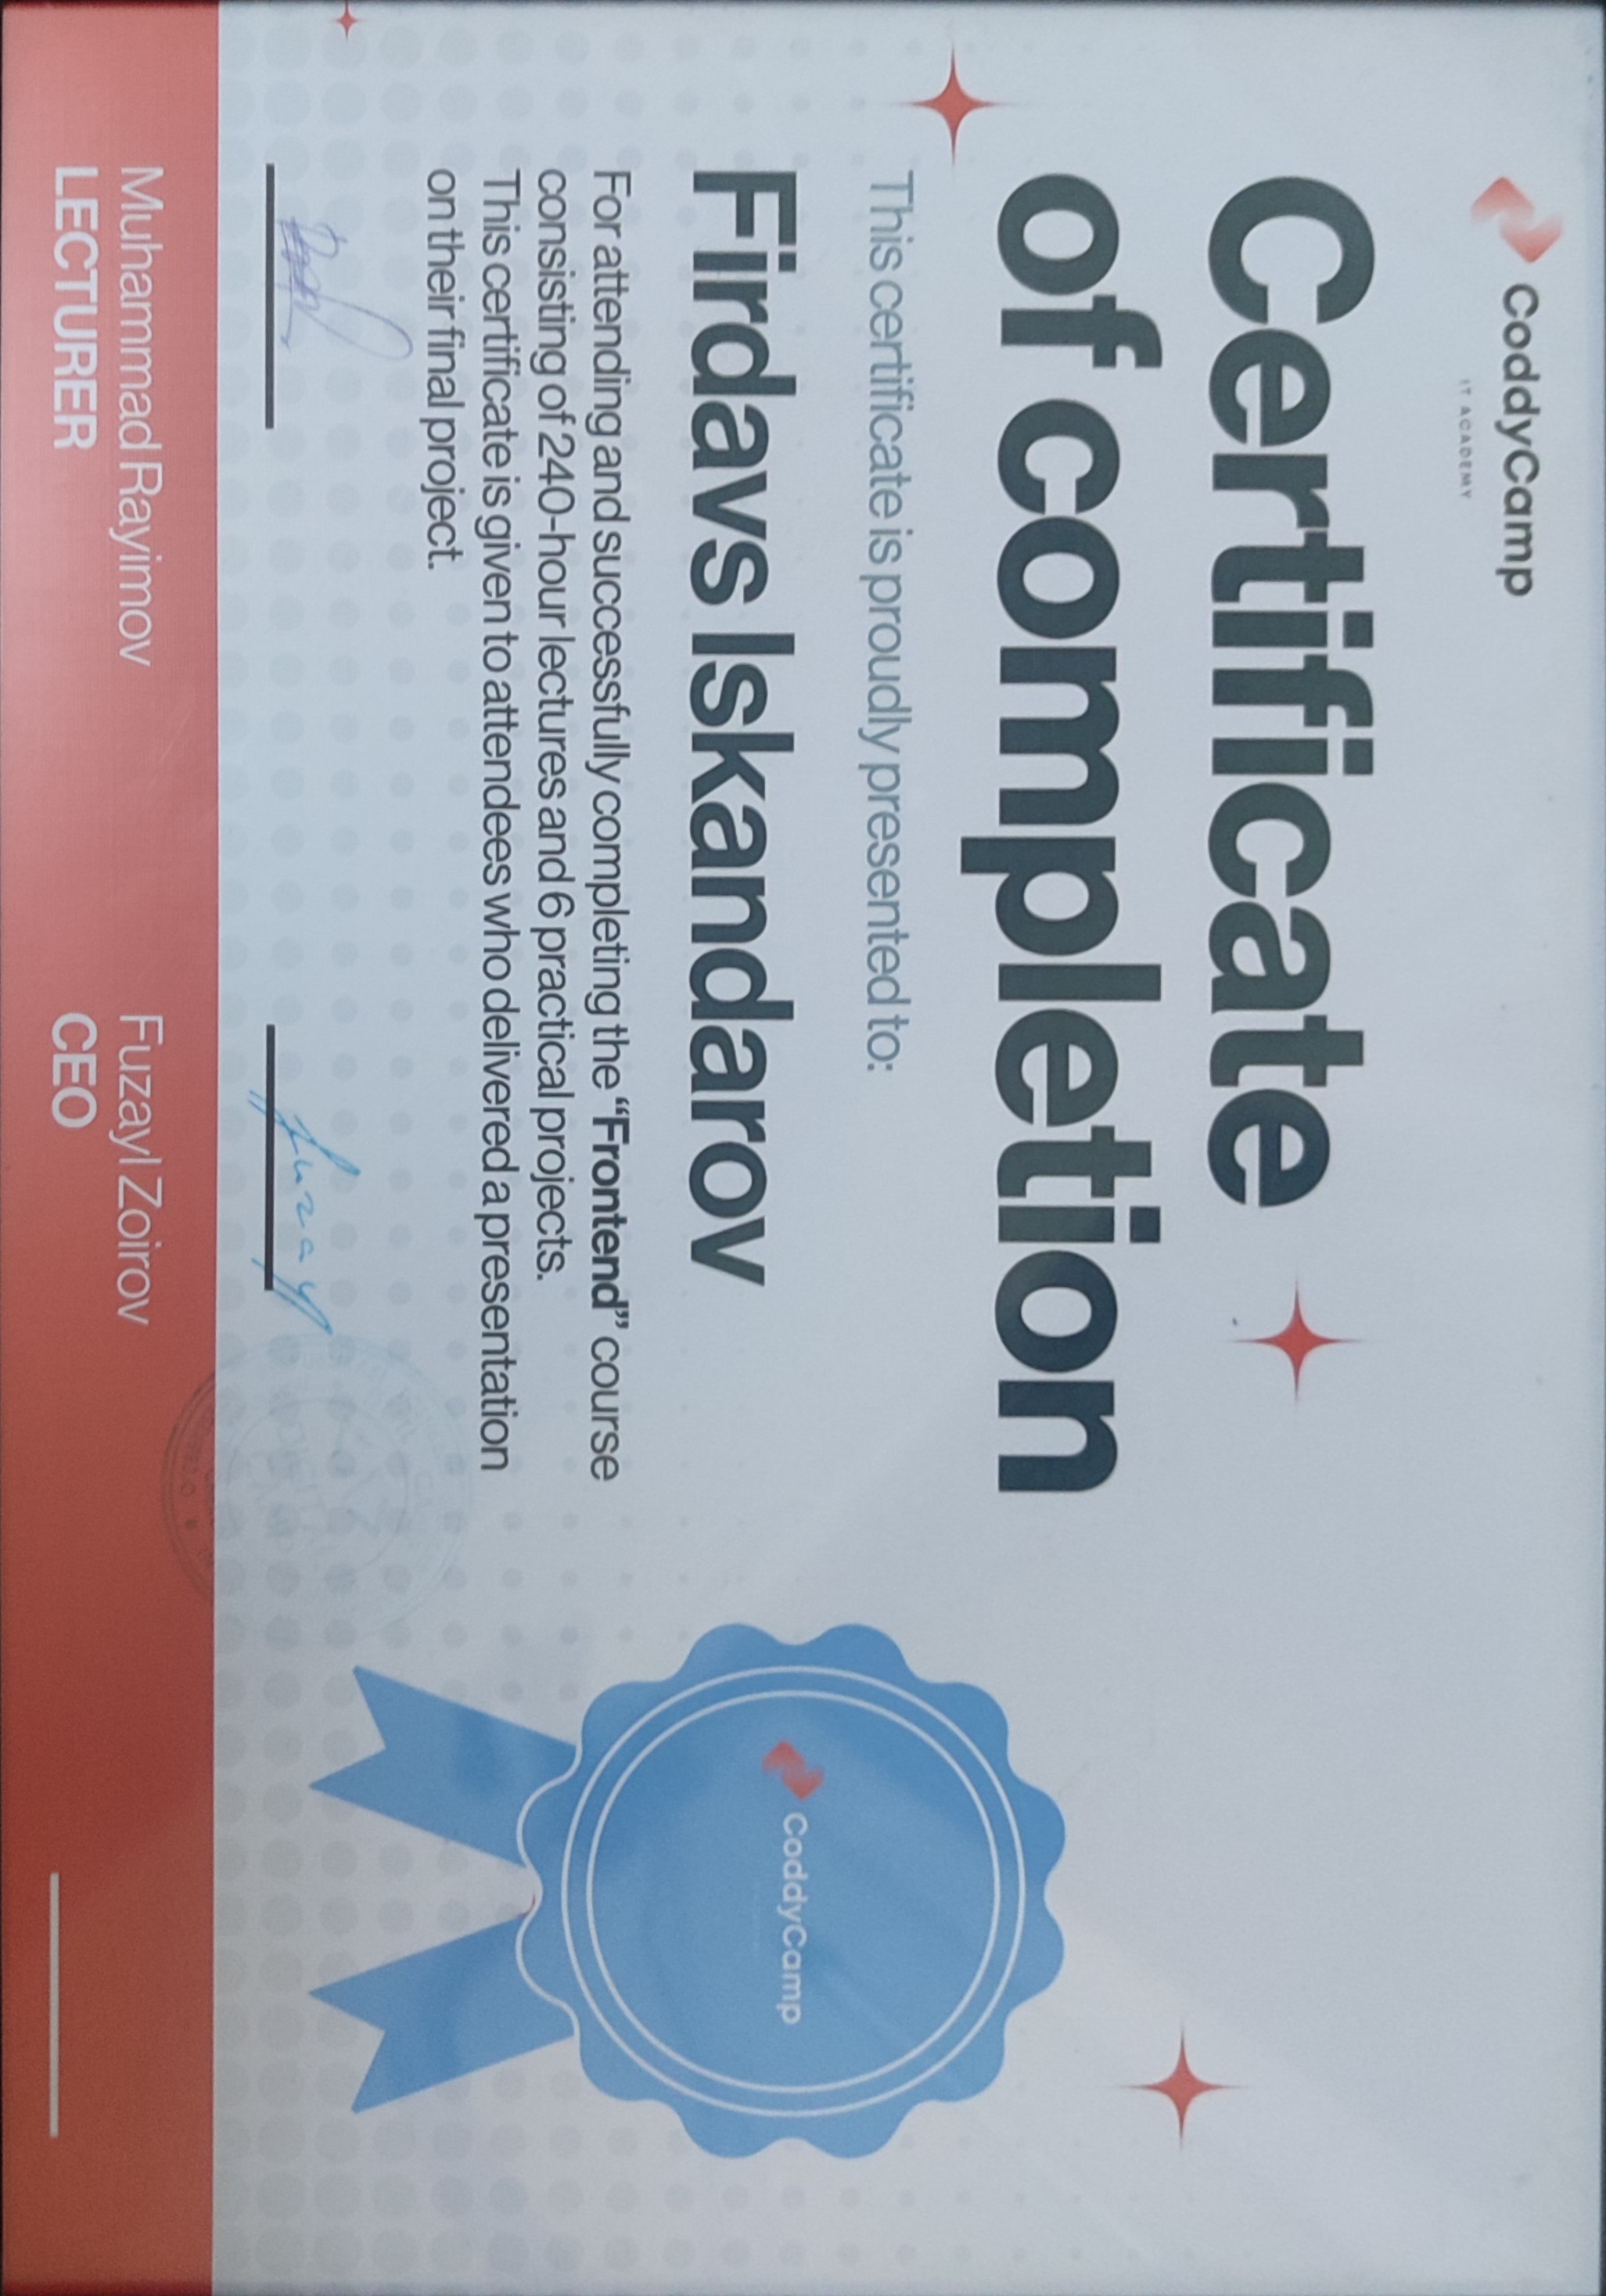 CoddyCamp
IT ACADEMY
Certificate
of completion
This certificate is proudly presented to:
Firdavs Iskandarov
For attending and successfully completing the “Frontend” course
consisting of 240-hour lectures and 6 practical projects.
This certificate is given to attendees who delivered a presentation
on their final project.
Muhammad Rayimov
LECTURER
Fuzayl Zoirov
CEO
CoddyCamp